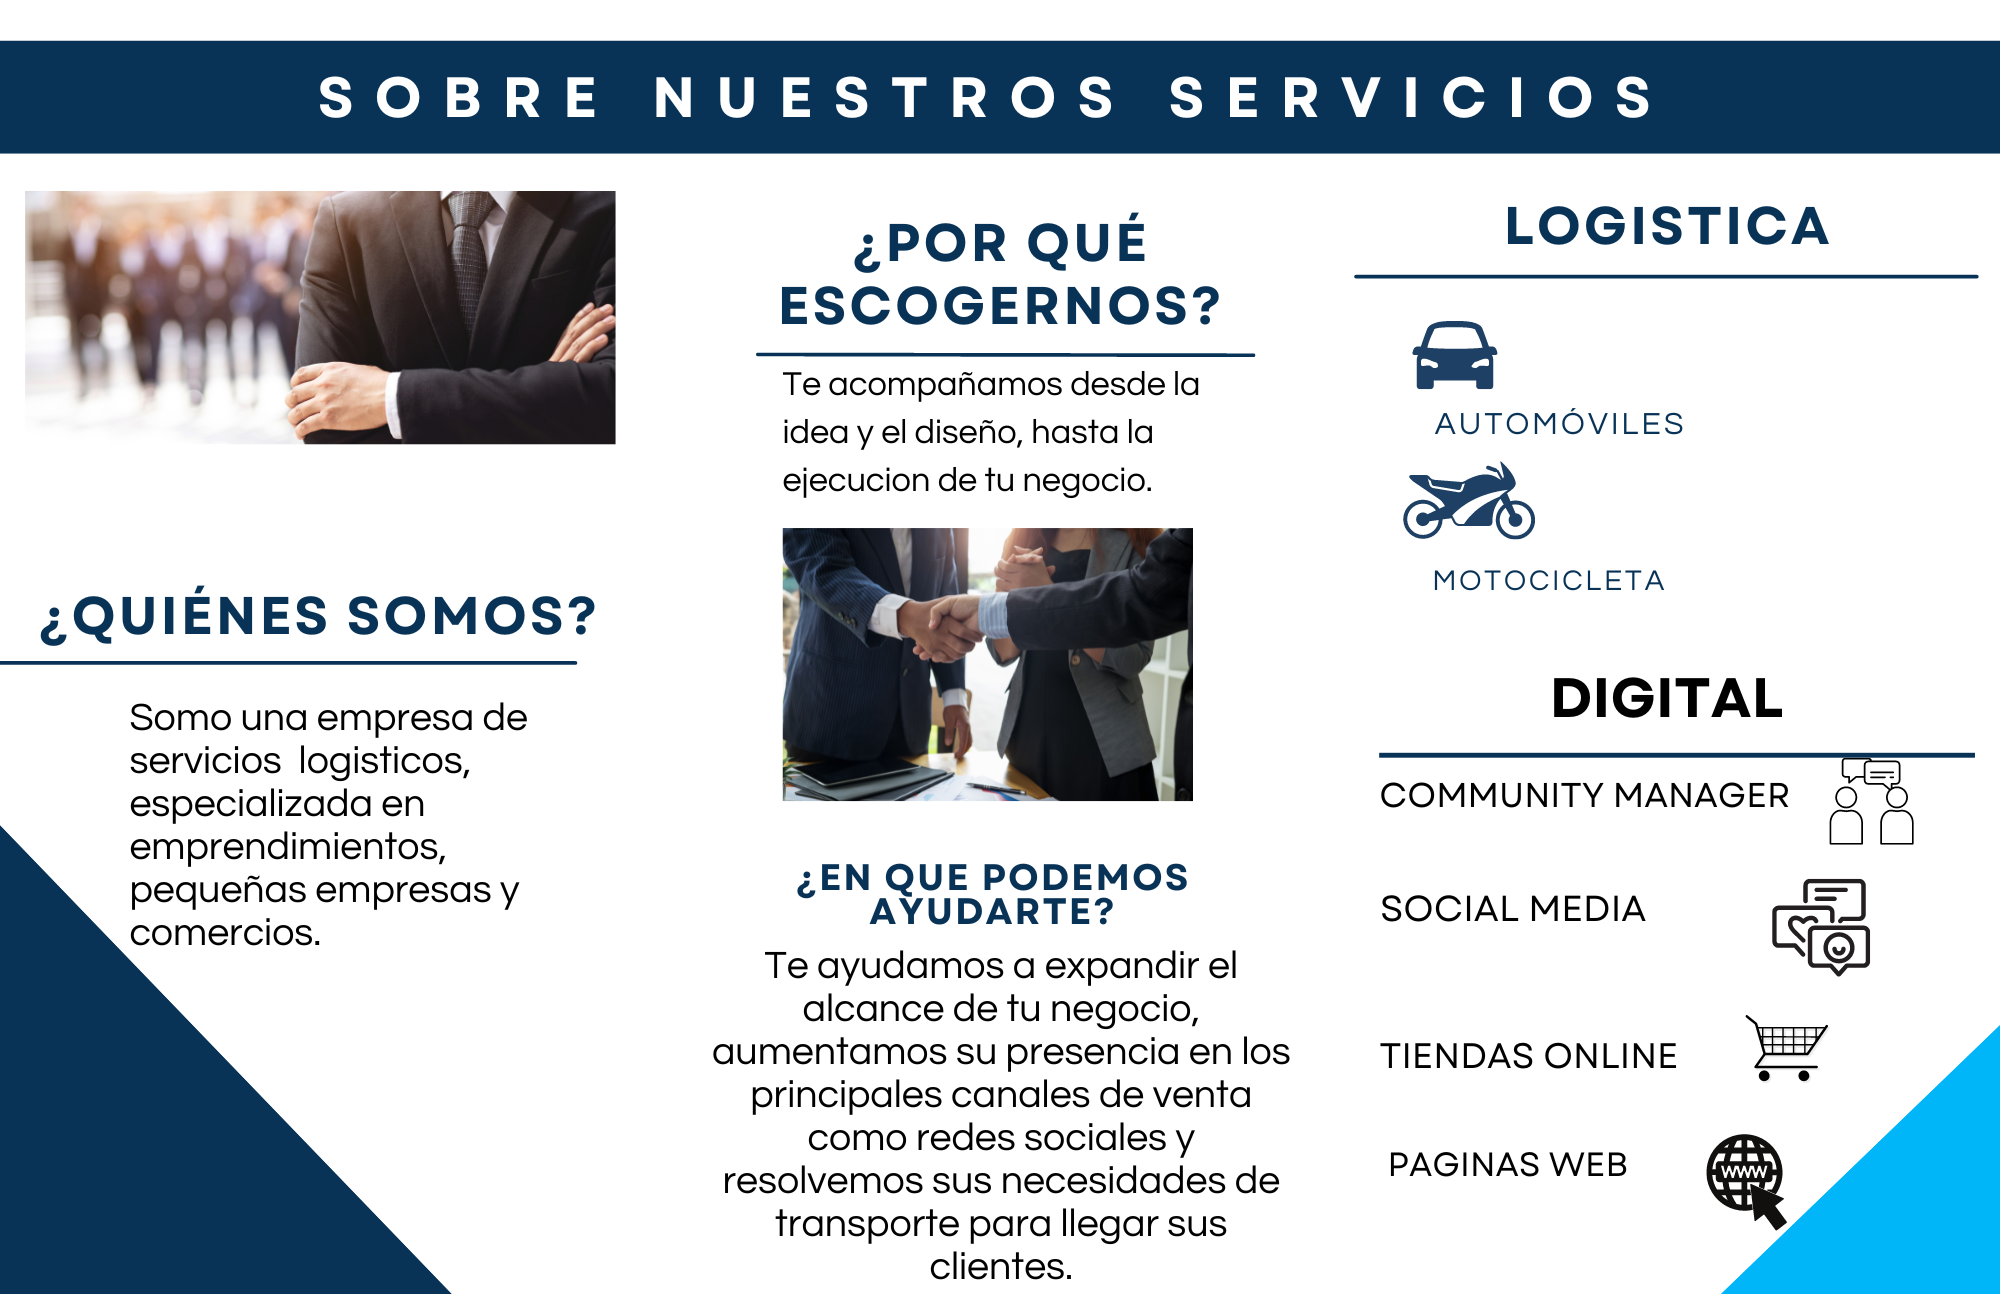 SOBRE NUESTROS SERVICIOS
¿QUIÉNES SOMOS?
Somo una empresa de
servicios  logisticos,
especializada en
emprendimientos,
pequeñas empresas y
comercios.
¿POR QUÉ
ESCOGERNOS?
Te acompañamos desde la
idea y el diseño, hasta la
ejecucion de tu negocio.
¿EN QUE PODEMOS
AYUDARTE?
Te ayudamos a expandir el
alcance de tu negocio,
aumentamos su presencia en los
principales canales de venta
como redes sociales y
resolvemos sus necesidades de
transporte para llegar sus
clientes.
LOGISTICA
AUTOMÓVILES
MOTOCICLETA
DIGITAL
COMMUNITY MANAGER
SOCIAL MEDIA
TIENDAS ONLINE
PAGINAS WEB
WWW